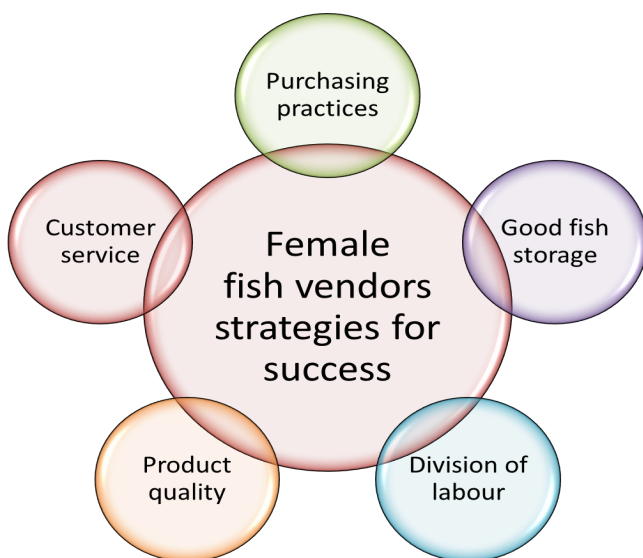 Purchasing
practices
Customer
service
Good fish
storage
Female
fish vendors
strategies for
success
Product
quality
Division of
labour